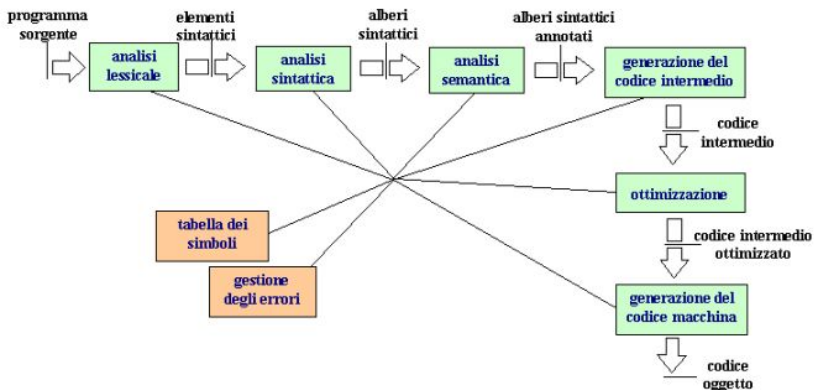 programma
sorgente
analisi
lessicale
elementi
sintattici
analisi
sintattica
alberi
sintattici
analisi
semantica
alberi sintattici
annotati
generazione del
codice intermedio
codice
intermedio
ottimizzazione
codice intermedio
ottimizzato
tabella dei
simboli
gestione
degli errori
generazione del
codice macchina
codice
oggetto